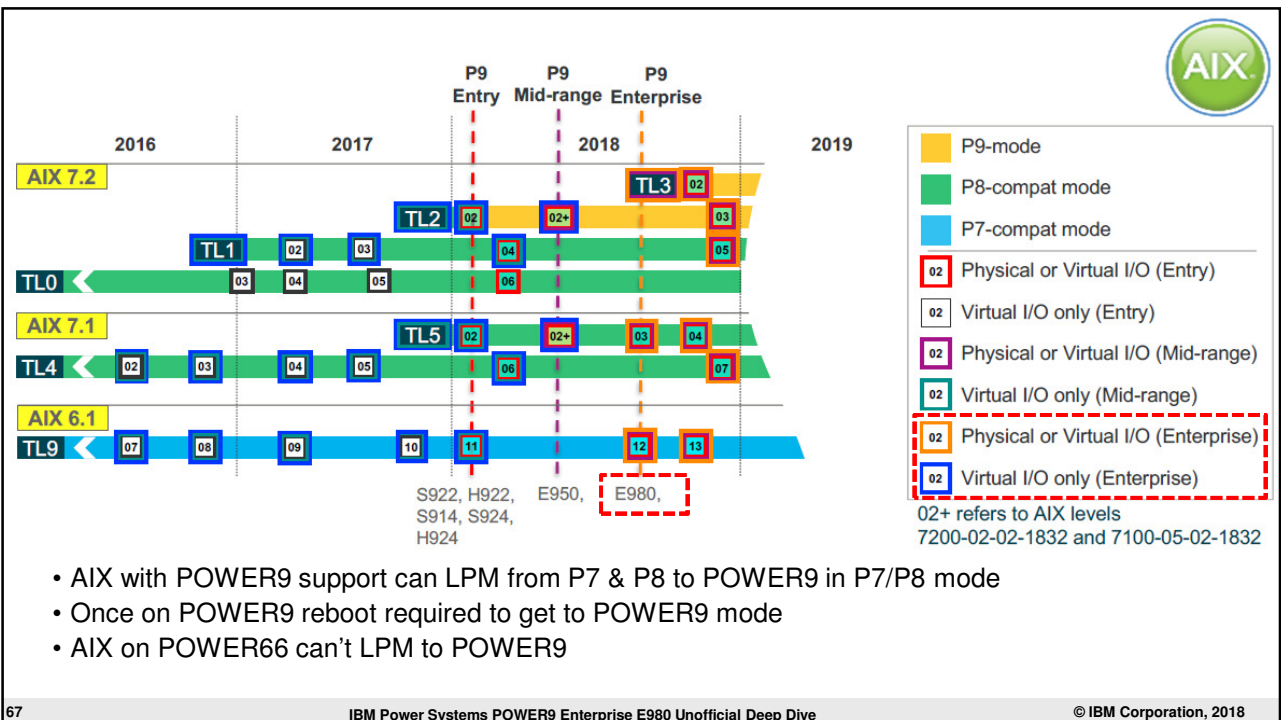 AIX
P9 Entry
P9 Mid-range
P9 Enterprise
2016 2017 2018 2019
AIX 7.2
TL3 02
TL2 02 02+ 03
TL1 02 03 04 05
TL0 03 04 05 06
AIX 7.1
TL5 02 02+ 03 04
TL4 02 03 04 05 06 07
AIX 6.1
TL9 07 08 09 10 11 12 13
S922, H922,
S914, S924,
H924
E950,
E980,
P9-mode
P8-compat mode
P7-compat mode
02 Physical or Virtual I/O (Entry)
02 Virtual I/O only (Entry)
02 Physical or Virtual I/O (Mid-range)
02 Virtual I/O only (Mid-range)
02 Physical or Virtual I/O (Enterprise)
02 Virtual I/O only (Enterprise)
02+ refers to AIX levels
7200-02-02-1832 and 7100-05-02-1832
• AIX with POWER9 support can LPM from P7 & P8 to POWER9 in P7/P8 mode
• Once on POWER9 reboot required to get to POWER9 mode
• AIX on POWER66 can't LPM to POWER9
67 IBM Power Systems POWER9 Enterprise E980 Unofficial Deep Dive © IBM Corporation, 2018